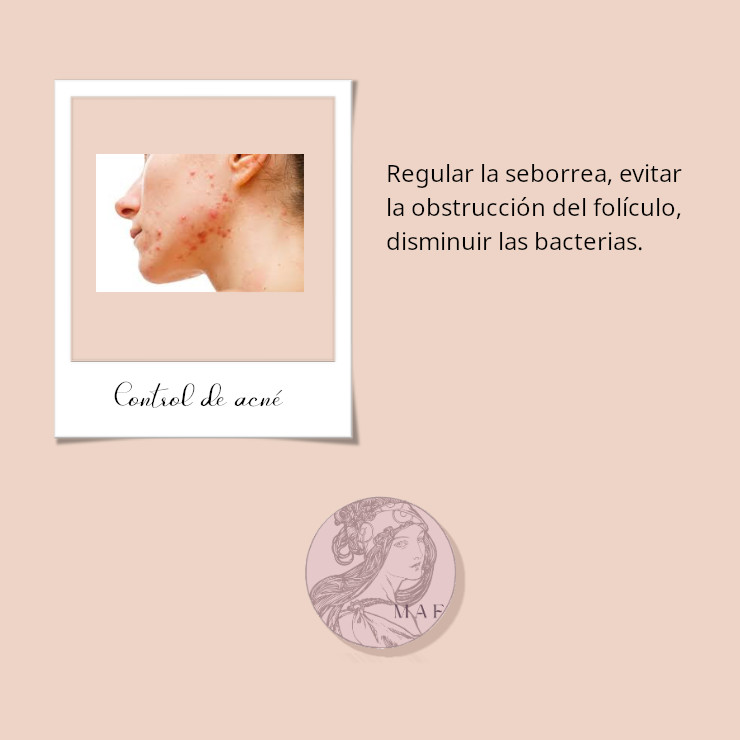 Regular la seborrea, evitar
la obstrucción del folículo,
disminuir las bacterias.
Control de acné
MAF